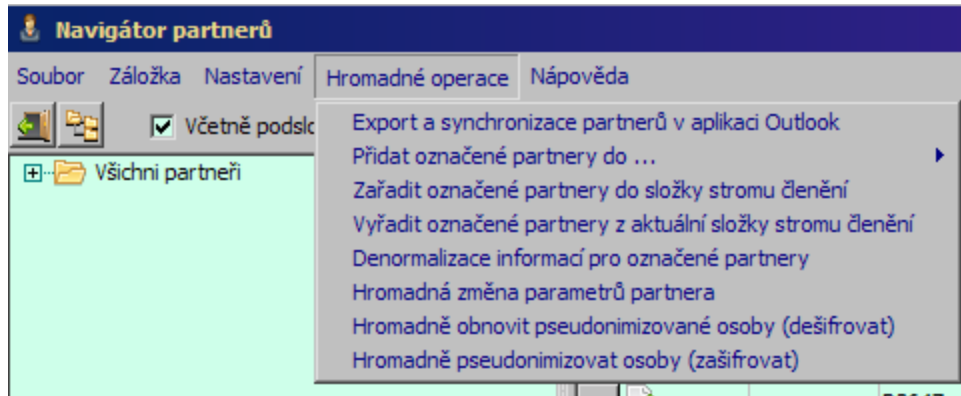 Navigátor partnerů
Soubor Záložka Nastavení Hromadné operace Nápověda
Včetně podslo
Export a synchronizace partnerů v aplikaci Outlook
Přidat označené partnery do ...
Všichni partneři
Zařadit označené partnery do složky stromu členění
Vyřadit označené partnery z aktuální složky stromu členění
Denormalizace informací pro označené partnery
Hromadná změna parametrů partnera
Hromadně obnovit pseudonimizované osoby (dešifrovat)
Hromadně pseudonimizovat osoby (zašifrovat)